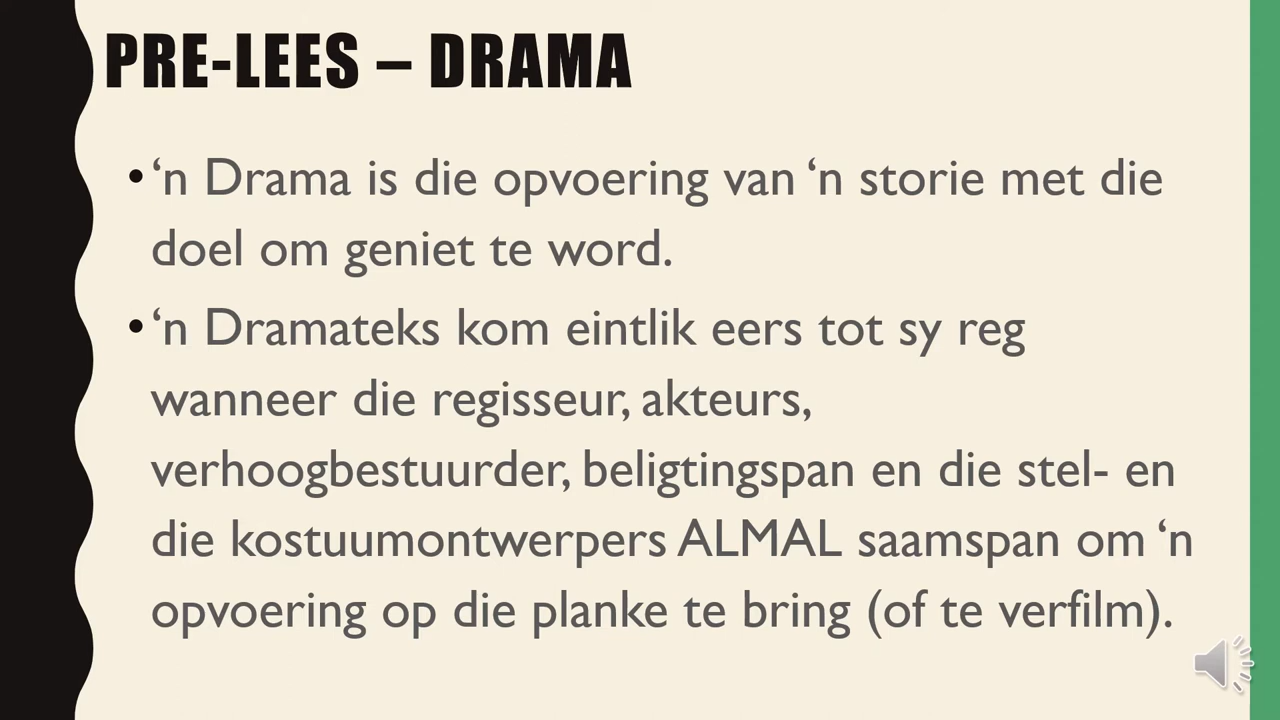 PRE-LEES – DRAMA
• ‘n Drama is die opvoering van ‘n storie met die
doel om geniet te word.
• ‘n Dramateks kom eintlik eers tot sy reg
wanneer die regisseur, akteurs,
verhoogbestuurder, beligtingspan en die stel- en
die kostuumontwerpers ALMAL saamspan om ‘n
opvoering op die planke te bring (of te verfilm).